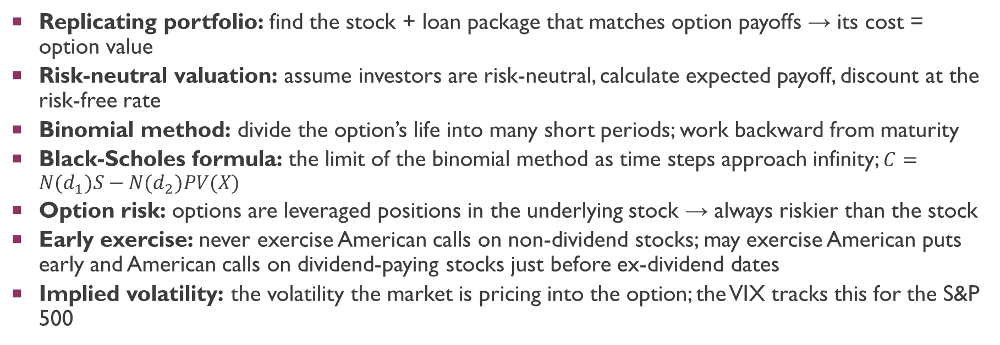 ▪ Replicating portfolio: find the stock + loan package that matches option payoffs → its cost =
option value
▪ Risk-neutral valuation: assume investors are risk-neutral, calculate expected payoff, discount at the
risk-free rate
▪ Binomial method: divide the option’s life into many short periods; work backward from maturity
▪ Black-Scholes formula: the limit of the binomial method as time steps approach infinity; C =
N(d₁)S − N(d₂)PV(X)
▪ Option risk: options are leveraged positions in the underlying stock → always riskier than the stock
▪ Early exercise: never exercise American calls on non-dividend stocks; may exercise American puts
early and American calls on dividend-paying stocks just before ex-dividend dates
▪ Implied volatility: the volatility the market is pricing into the option; the VIX tracks this for the S&P
500